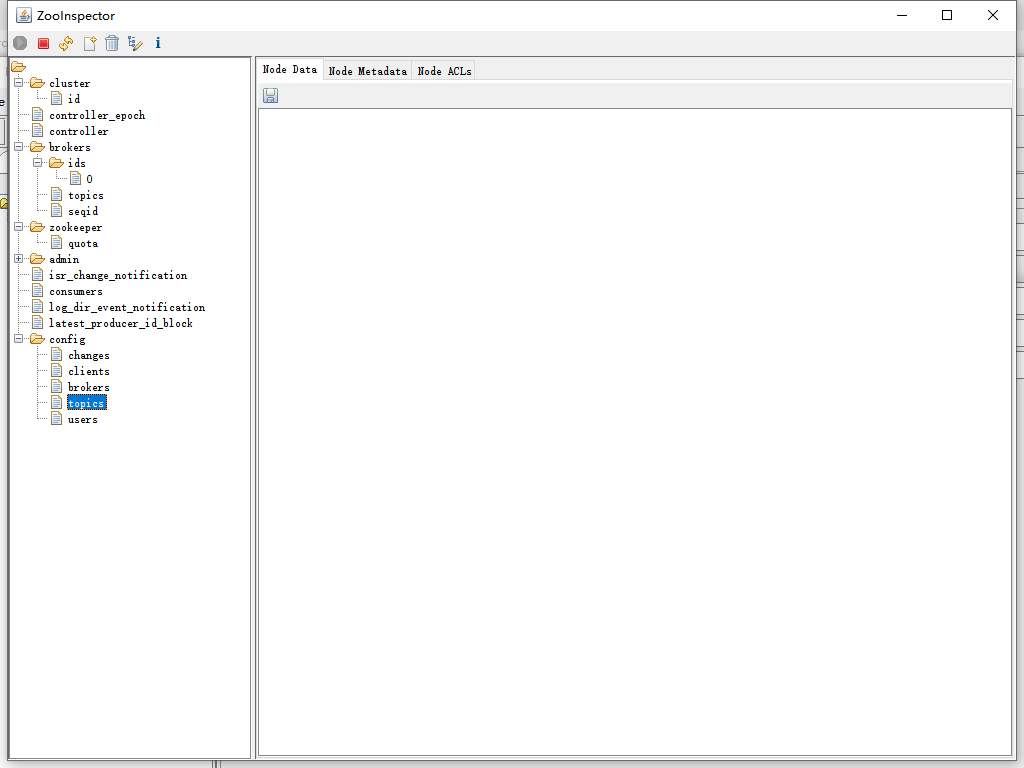 ZooInspector
Node Data Node Metadata Node ACLs
cluster
id
controller_epoch
controller
brokers
ids
0
topics
seqid
zookeeper
quota
admin
isr_change_notification
consumers
log_dir_event_notification
latest_producer_id_block
config
changes
clients
brokers
topics
users